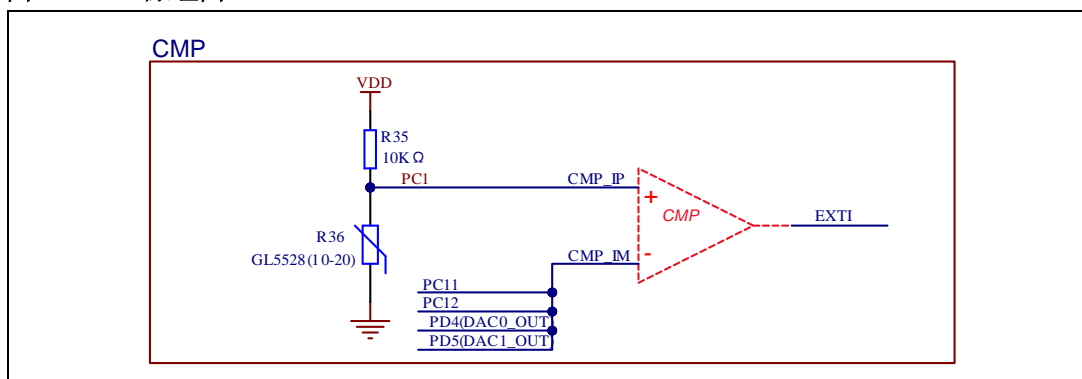 CMP
VDD
R35
10KΩ
PC1
CMP_IP
+
CMP
EXTI
R36
GL5528(10-20)
-
CMP_IM
PC11
PC12
PD4(DAC0_OUT
PD5(DAC1_OUT)